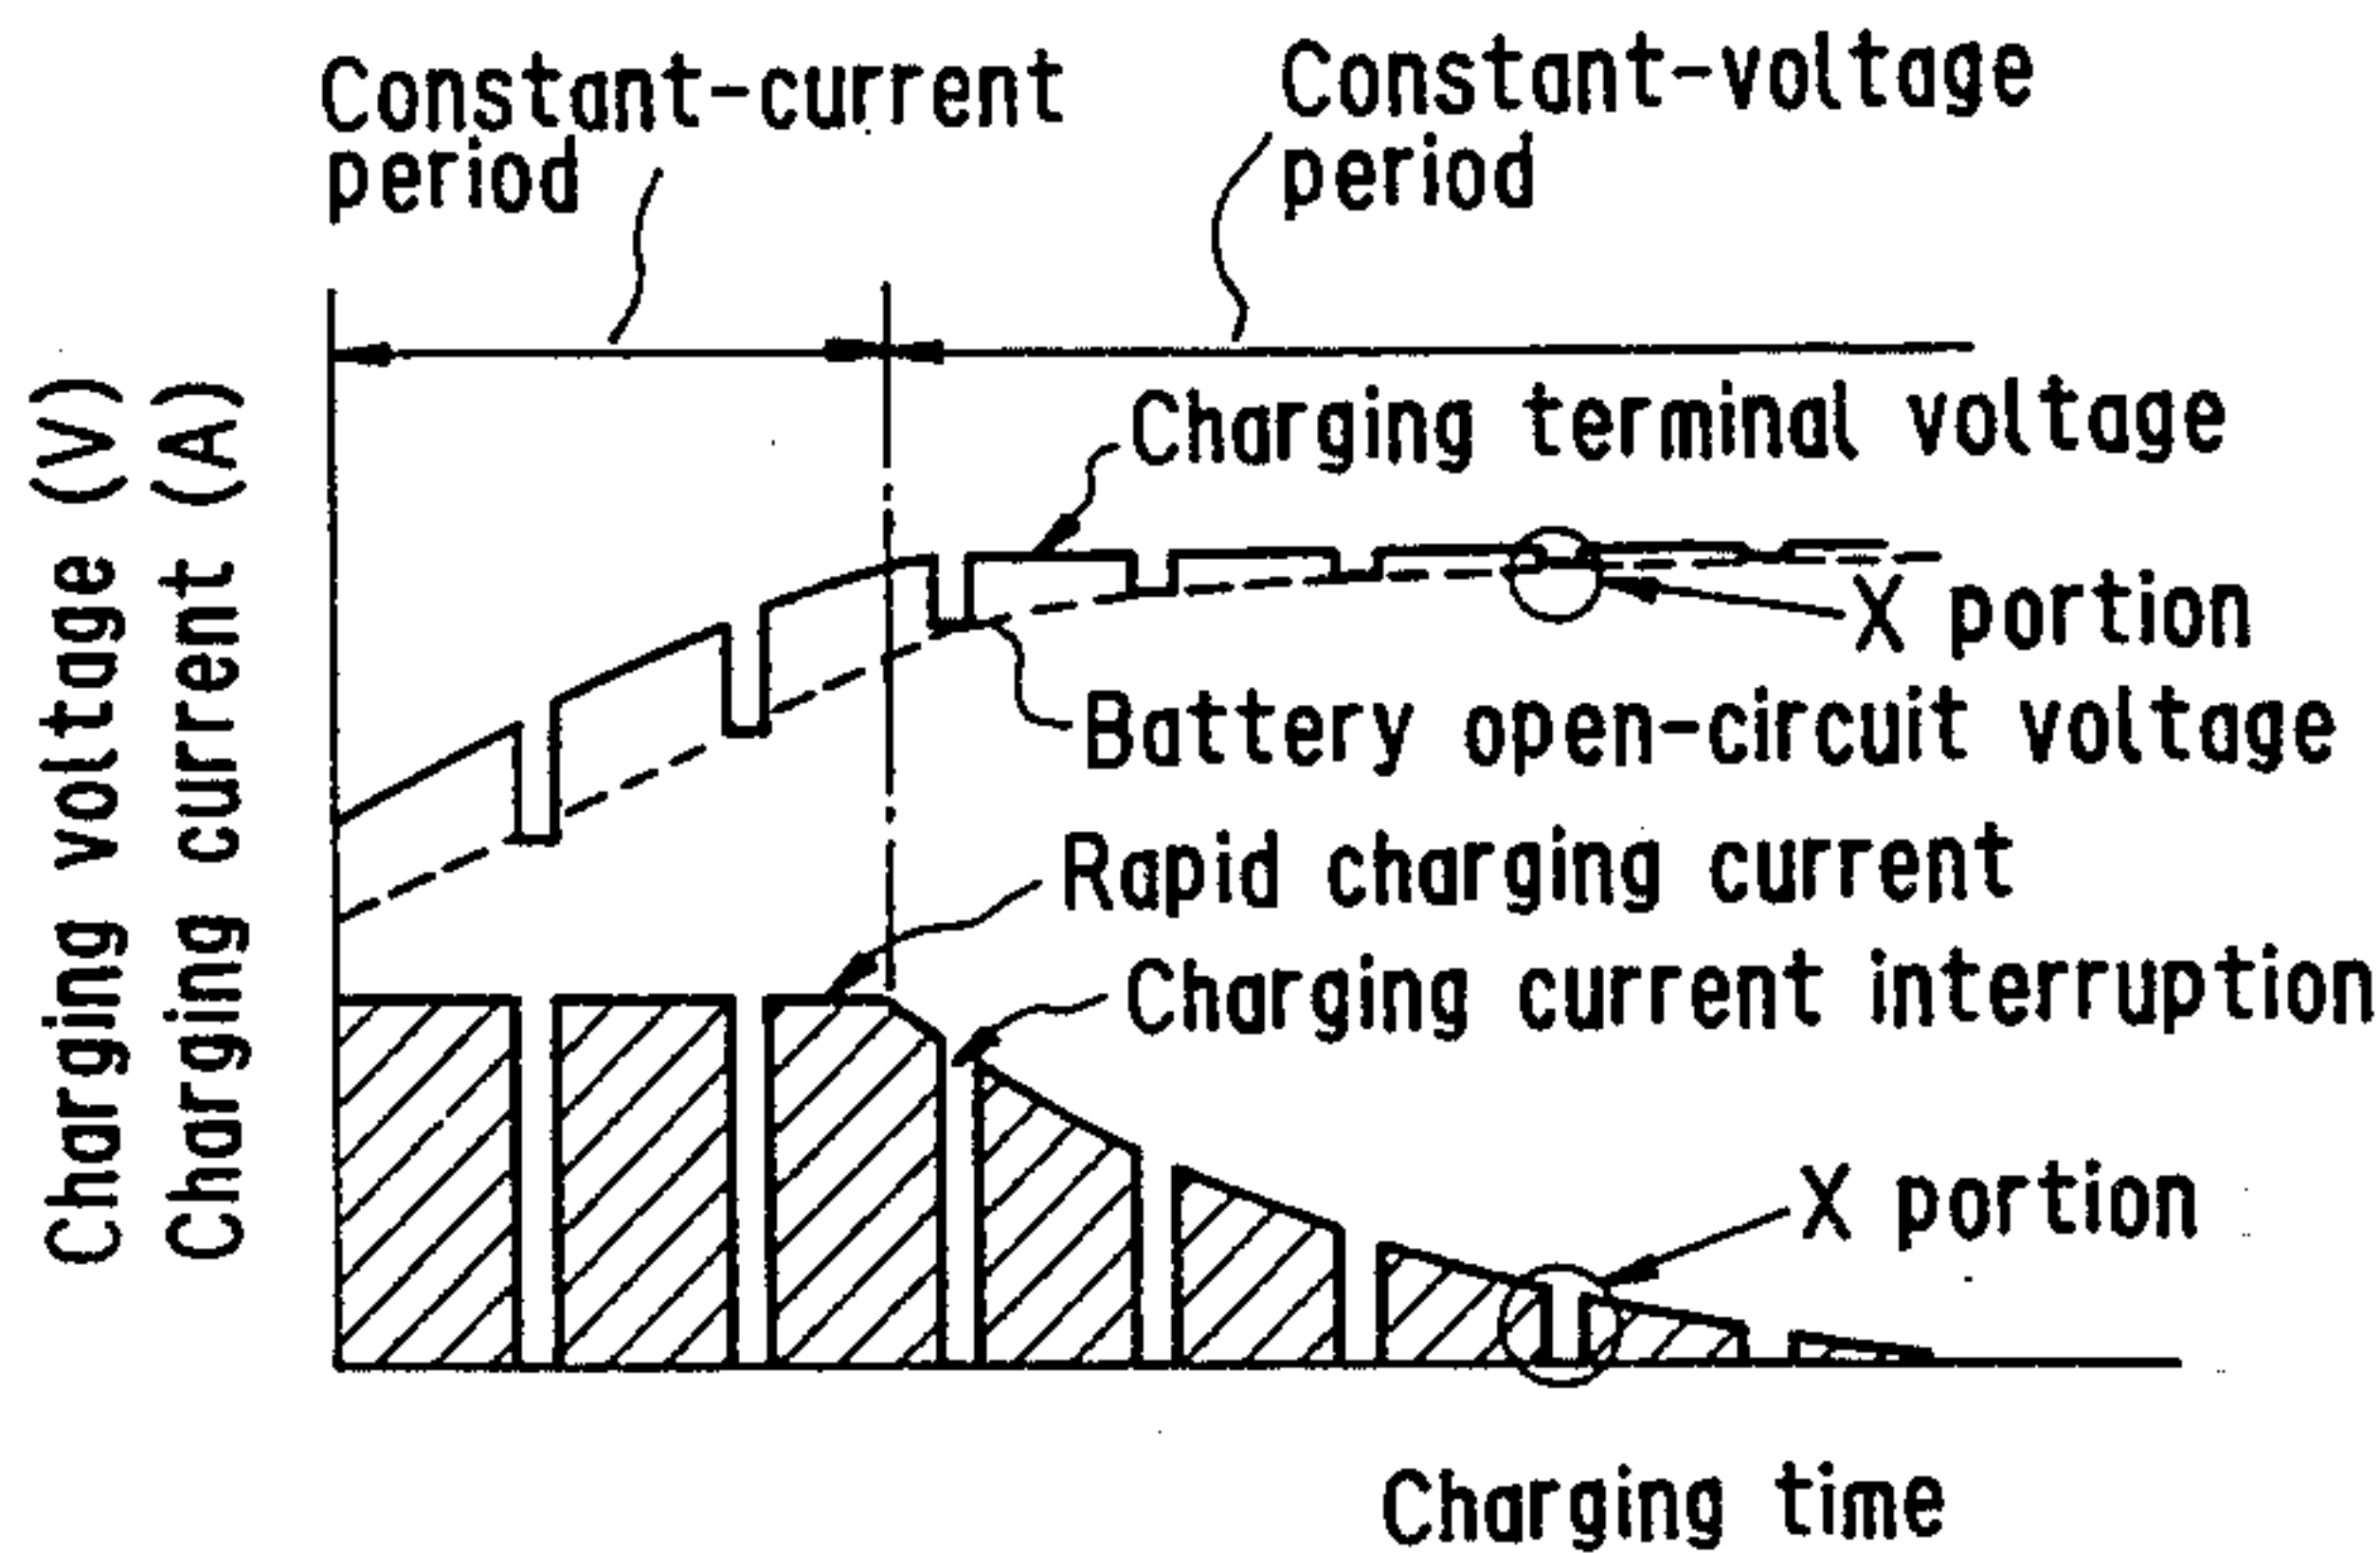 Constant-current
period
Constant-voltage
period
Charging voltage (V)
Charging current (A)
Charging terminal voltage
X portion
Battery open-circuit voltage
Rapid charging current
Charging current interruption
X portion
Charging time